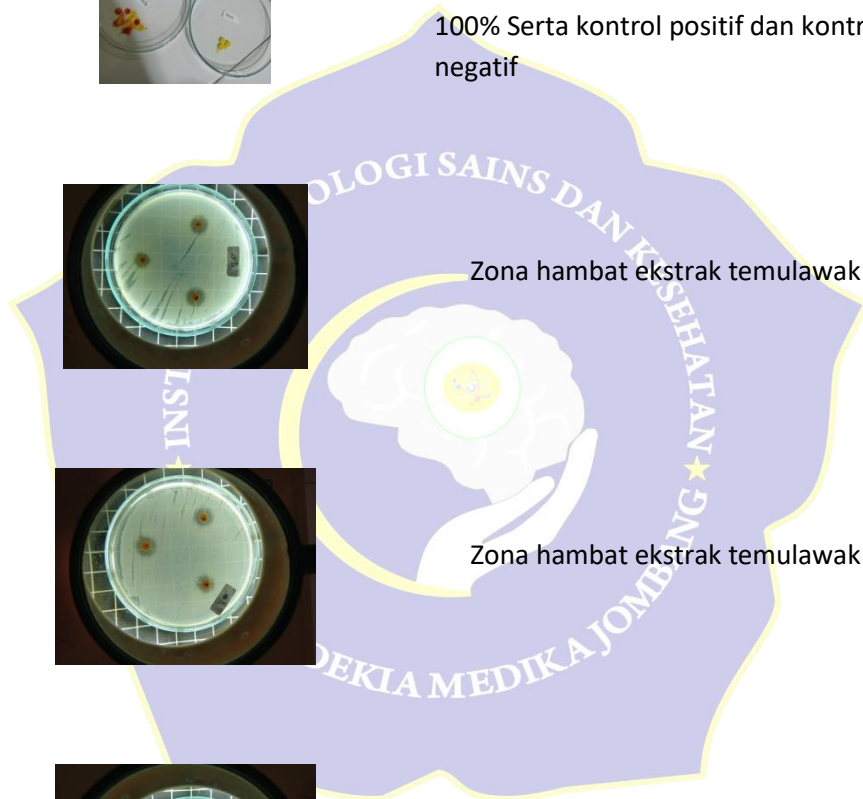 100% Serta kontrol positif dan kontr
negatif
OLOGI SAINS DAN KESEHATAN
Zona hambat ekstrak temulawak
Zona hambat ekstrak temulawak
INST
DEKIA MEDIKA JOMBANG